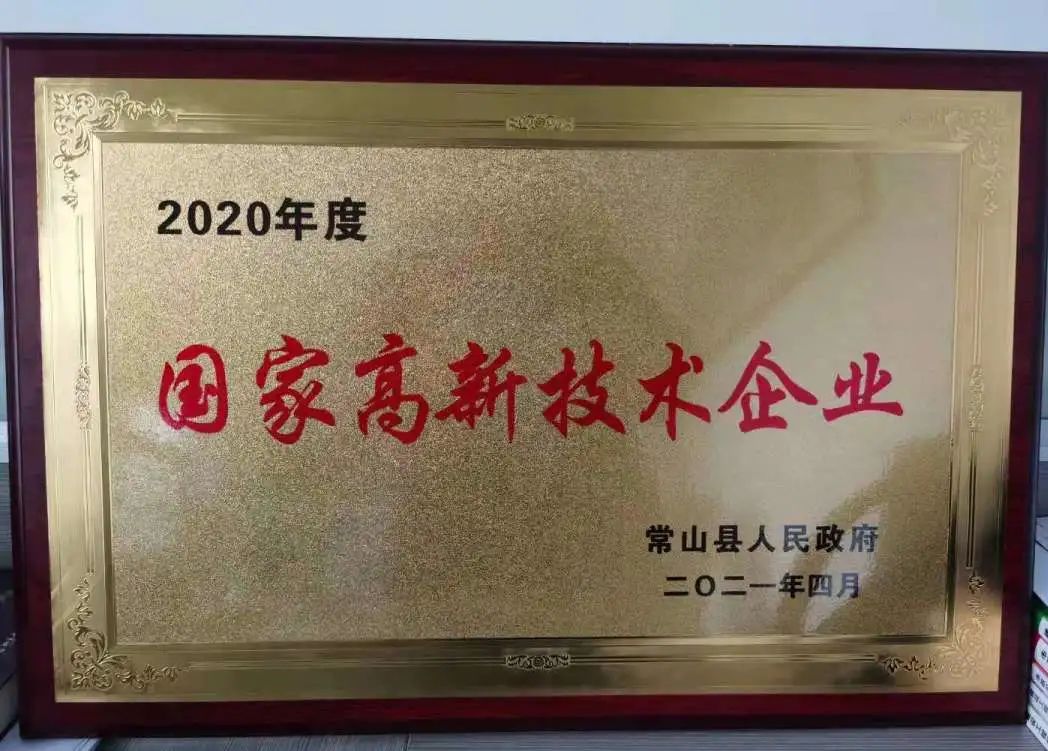 2020年度
国家高新技术企业
常山县人民政府
二〇二一年四月